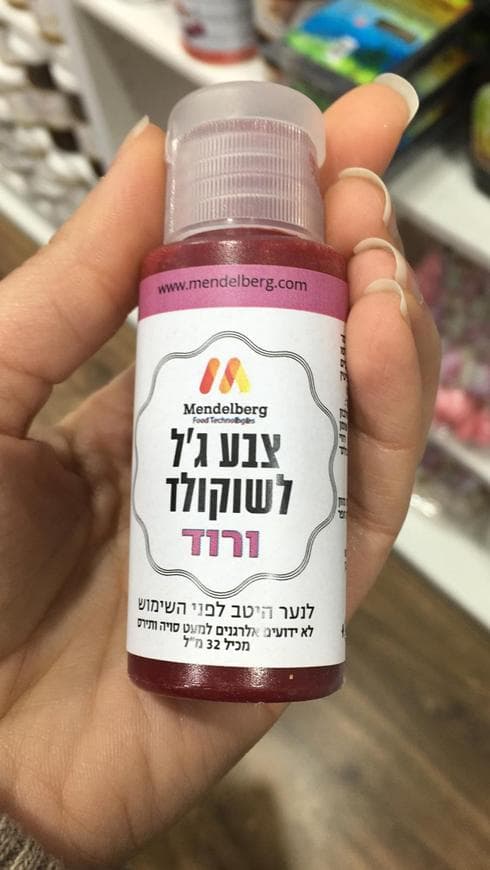 www.mendelberg.com
Mendelberg
Food Technologies
צבע ג'ל
לשוקולד
ורוד
לנער היטב לפני השימוש
לא ידועים אלרגנים למעט סויה ותירס
מכיל 32 מ"ל